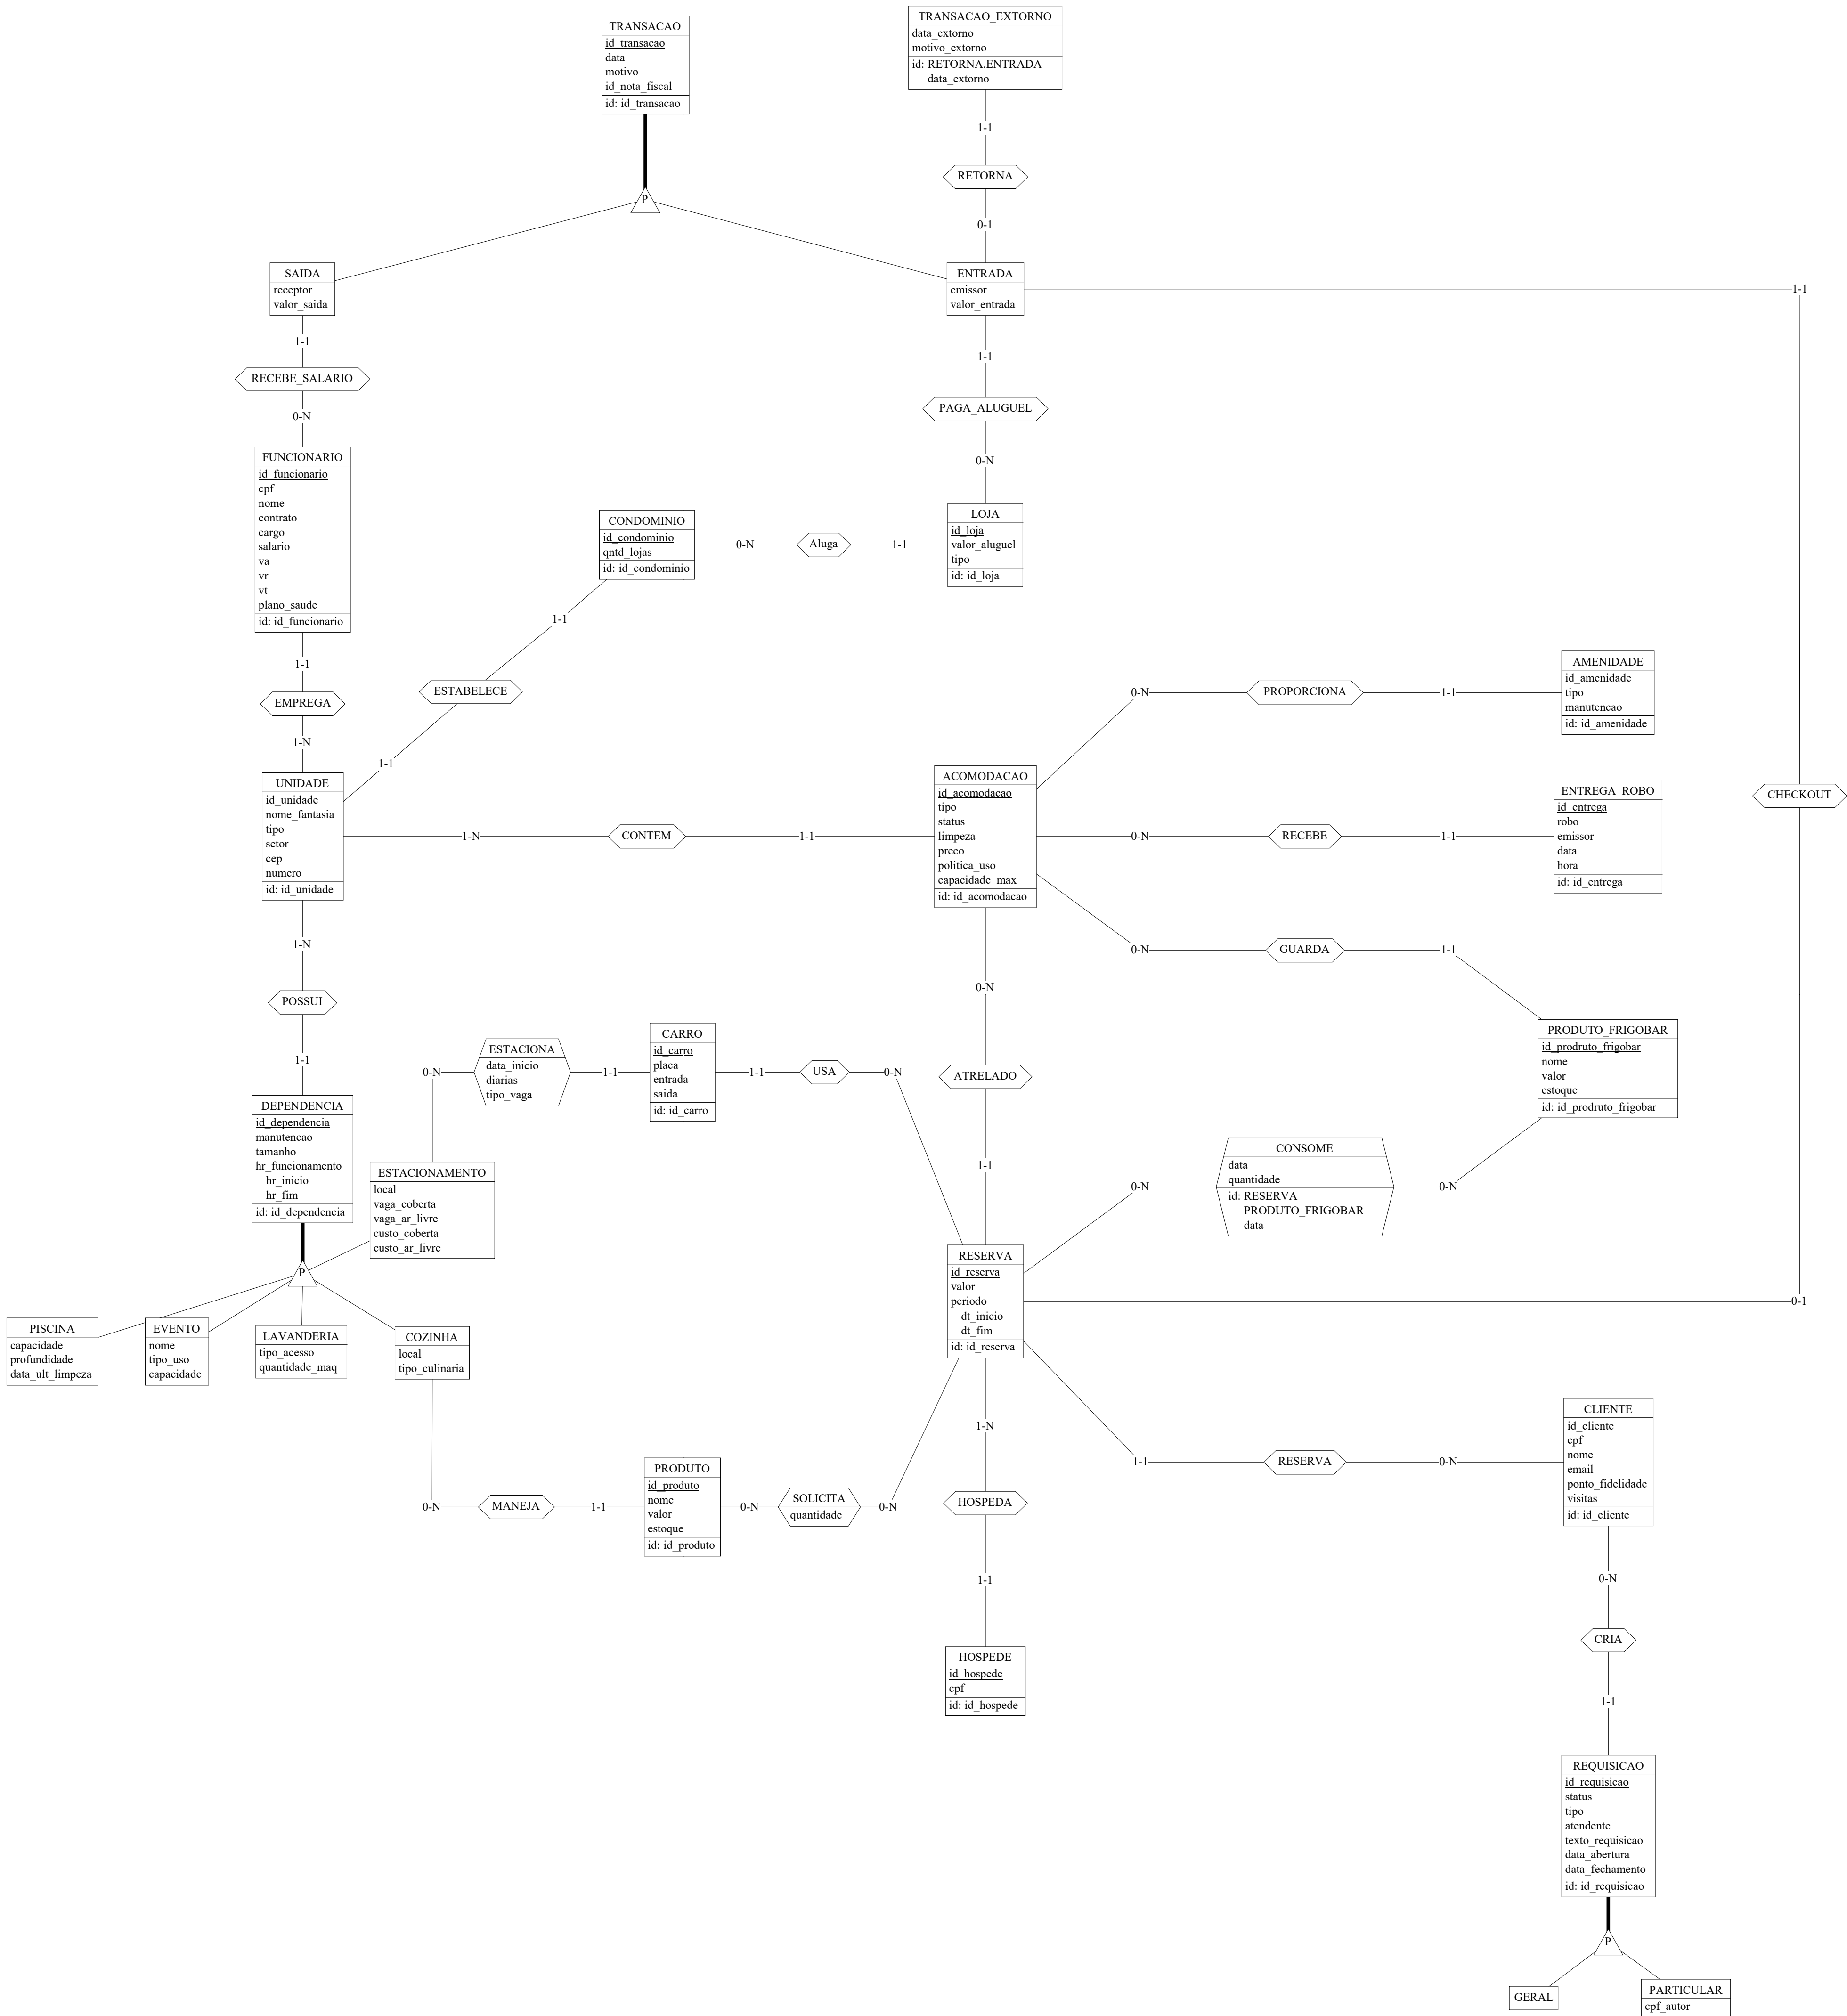 TRANSACAO
id_transacao
data
motivo
id_nota_fiscal
id: id_transacao
TRANSACAO_EXTORNO
data_extorno
motivo_extorno
id: RETORNA.ENTRADA
data_extorno
1-1
RETORNA
0-1
P
SAIDA
receptor
valor_saida
ENTRADA
emissor
valor_entrada
1-1
1-1
RECEBE_SALARIO
0-N
1-1
PAGA_ALUGUEL
0-N
FUNCIONARIO
id_funcionario
cpf
nome
contrato
cargo
salario
va
vr
vt
plano_saude
id: id_funcionario
CONDOMINIO
id_condominio
qntd_lojas
id: id_condominio
0-N
Aluga
1-1
LOJA
id_loja
valor_aluguel
tipo
id: id_loja
1-1
ESTABELECE
1-1
1-1
EMPREGA
1-N
UNIDADE
id_unidade
nome_fantasia
tipo
setor
cep
numero
id: id_unidade
1-N
CONTEM
1-1
ACOMODACAO
id_acomodacao
tipo
status
limpeza
preco
politica_uso
capacidade_max
id: id_acomodacao
0-N
PROPORCIONA
1-1
AMENIDADE
id_amenidade
tipo
manutencao
id: id_amenidade
0-N
RECEBE
1-1
ENTREGA_ROBO
id_entrega
robo
emissor
data
hora
id: id_entrega
CHECKOUT
0-N
GUARDA
1-1
PRODUTO_FRIGOBAR
id_prodruto_frigobar
nome
valor
estoque
id: id_prodruto_frigobar
1-N
POSSUI
1-1
0-N
ATRELADO
1-1
DEPENDENCIA
id_dependencia
manutencao
tamanho
hr_funcionamento
hr_inicio
hr_fim
id: id_dependencia
P
0-N
ESTACIONA
data_inicio
diarias
tipo_vaga
1-1
CARRO
id_carro
placa
entrada
saida
id: id_carro
1-1
USA
0-N
ESTACIONAMENTO
local
vaga_coberta
vaga_ar_livre
custo_coberta
custo_ar_livre
0-N
CONSOME
data
quantidade
id: RESERVA
PRODUTO_FRIGOBAR
data
0-N
RESERVA
id_reserva
valor
periodo
dt_inicio
dt_fim
id: id_reserva
0-1
PISCINA
capacidade
profundidade
data_ult_limpeza
EVENTO
nome
tipo_uso
capacidade
LAVANDERIA
tipo_acesso
quantidade_maq
COZINHA
local
tipo_culinaria
0-N
MANEJA
1-1
PRODUTO
id_produto
nome
valor
estoque
id: id_produto
0-N
SOLICITA
quantidade
0-N
1-N
HOSPEDA
1-1
HOSPEDE
id_hospede
cpf
id: id_hospede
1-1
RESERVA
0-N
CLIENTE
id_cliente
cpf
nome
email
ponto_fidelidade
visitas
id: id_cliente
0-N
CRIA
1-1
REQUISICAO
id_requisicao
status
tipo
atendente
texto_requisicao
data_abertura
data_fechamento
id: id_requisicao
P
GERAL
PARTICULAR
cpf_autor